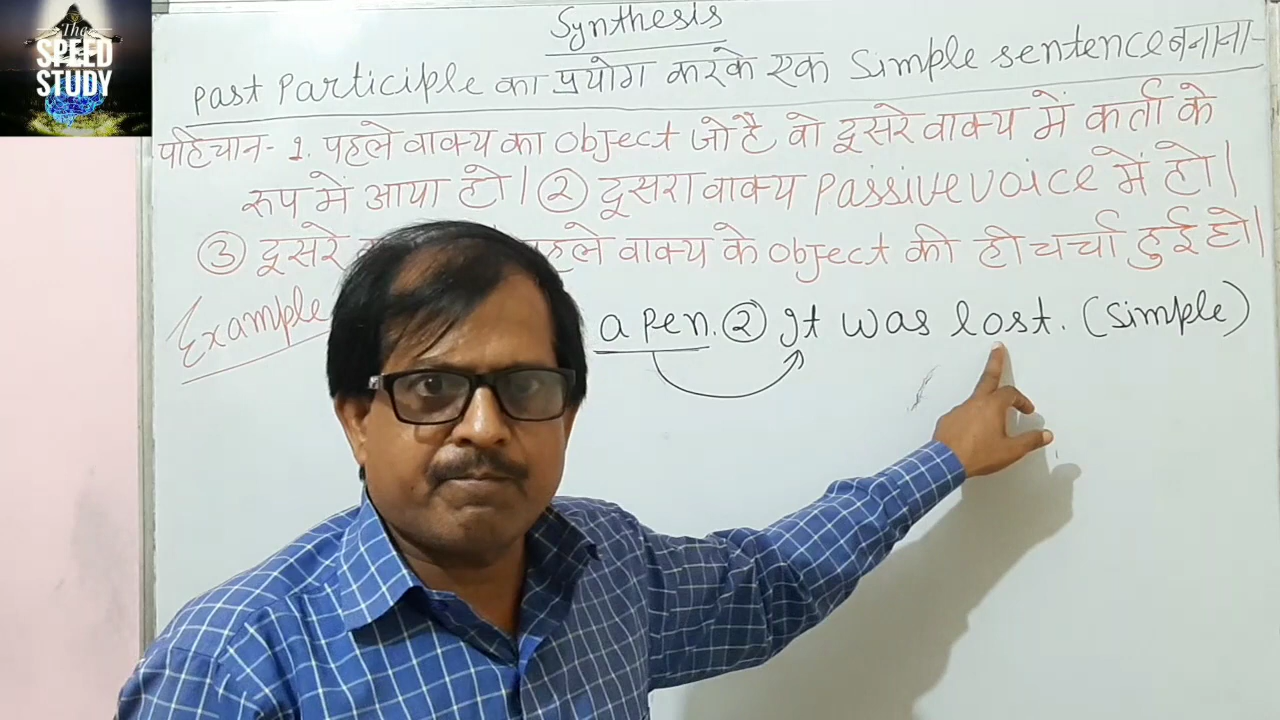 The
SPEED
STUDY
Synthesis
Past Participle का प्रयोग करके एक Simple sentence बनाना-
पहिचान- 1. पहले वाक्य का object जो है वो दूसरे वाक्य में कर्ता के
रूप में आया हो। ② दूसरा वाक्य Passive voice में हो।
③ दूसरे पहले वाक्य के object की ही चर्चा हुई हो।
Example a pen. ② It was lost. (Simple)